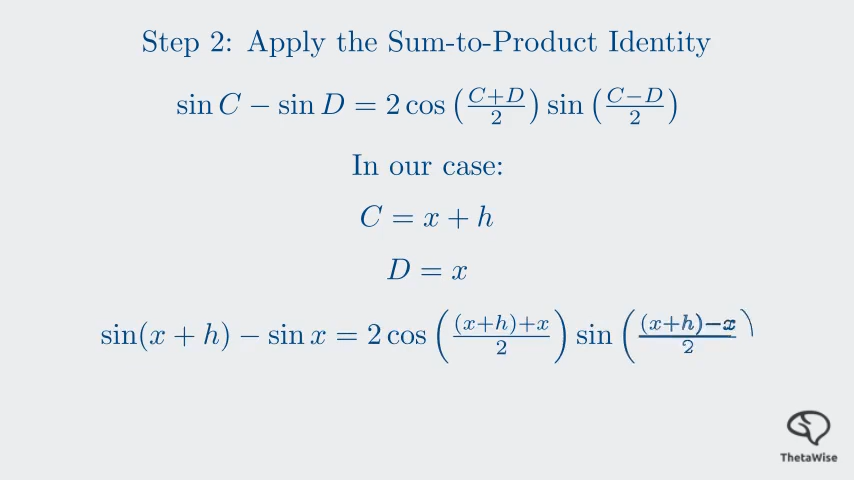 Step 2: Apply the Sum-to-Product Identity
sin C − sin D = 2 cos ((C+D)/2) sin ((C−D)/2)
In our case:
C = x + h
D = x
sin(x + h) − sin x = 2 cos (((x+h)+x)/2) sin (((x+h)−x)/2)
ThetaWise